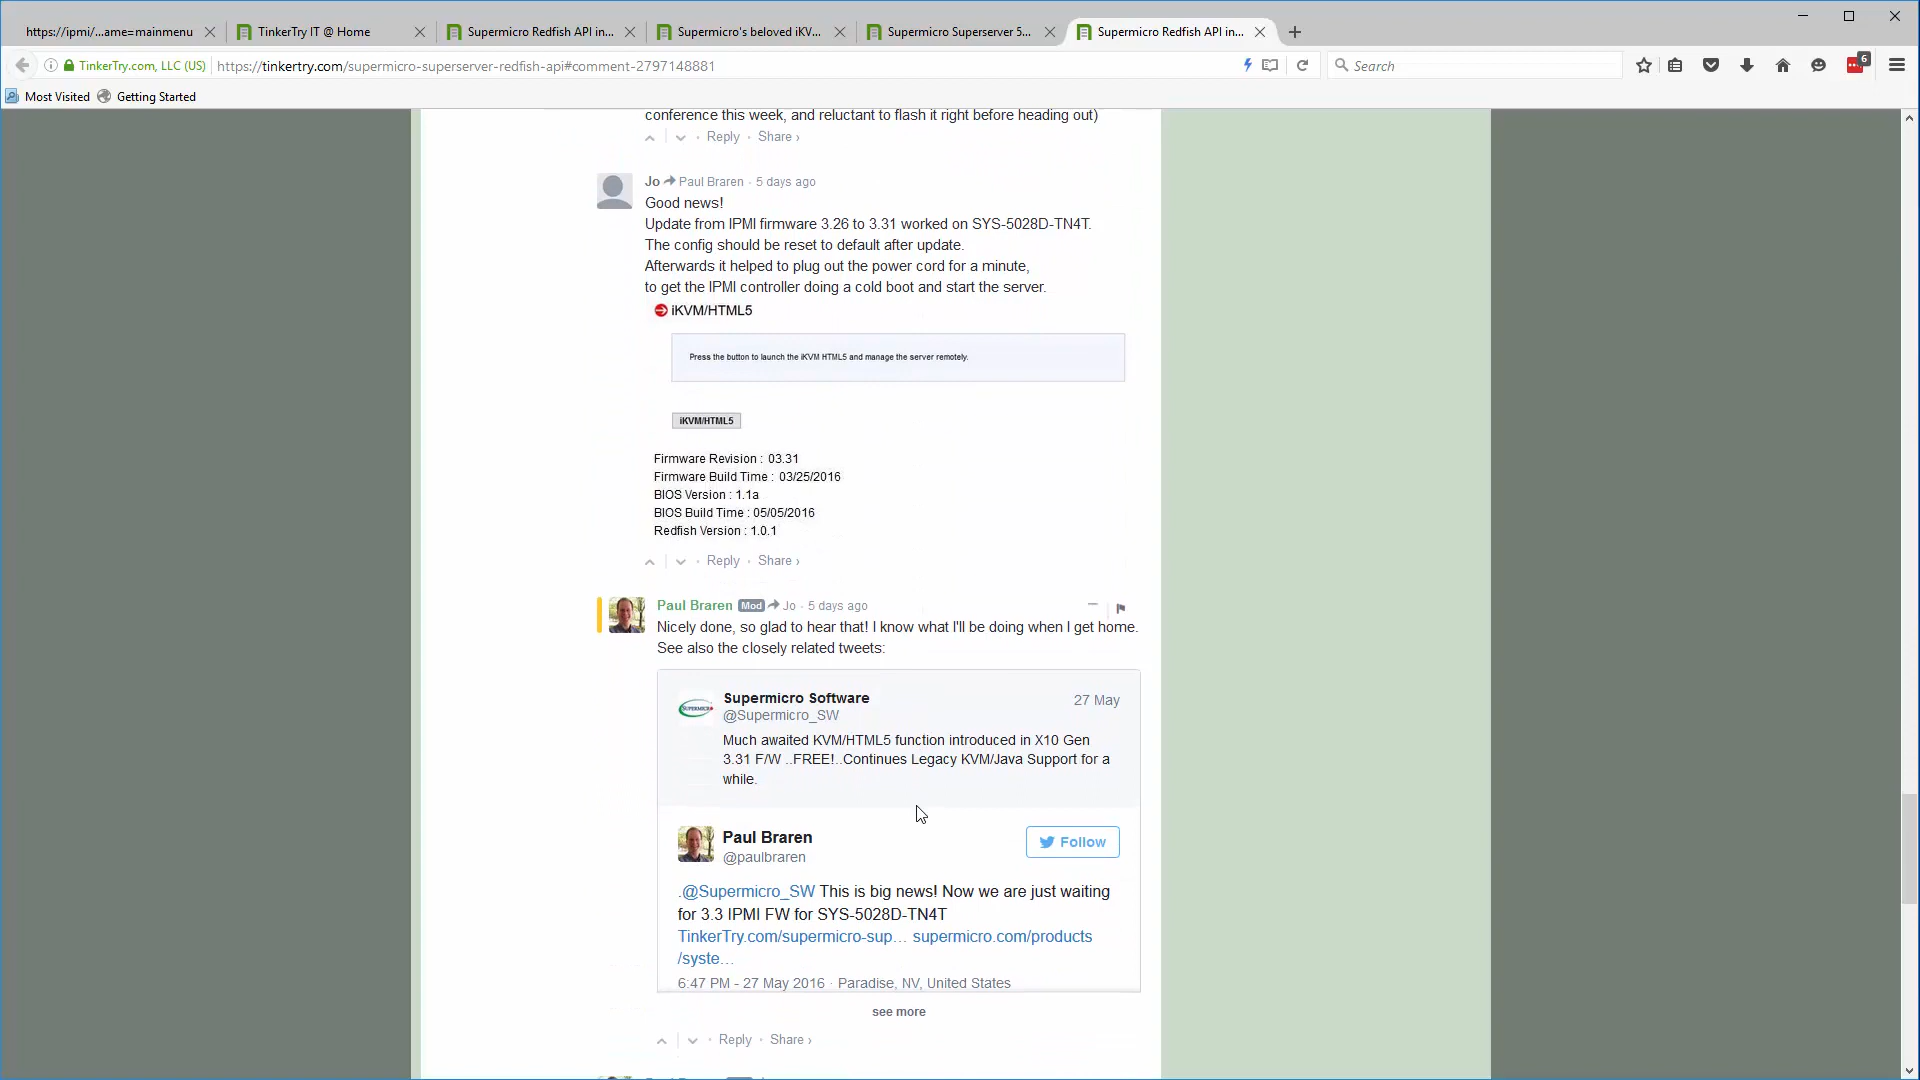 https://ipmi/...ame=mainmenu
TinkerTry IT @ Home
Supermicro Redfish API in...
Supermicro's beloved iKV...
Supermicro Superserver 5...
Supermicro Redfish API in...
TinkerTry.com, LLC (US)
https://tinkertry.com/supermicro-superserver-redfish-api#comment-2797148881
Search
6
Most Visited
Getting Started
conference this week, and reluctant to flash it right before heading out)
• Reply • Share ›
Jo Paul Braren · 5 days ago
Good news!
Update from IPMI firmware 3.26 to 3.31 worked on SYS-5028D-TN4T.
The config should be reset to default after update.
Afterwards it helped to plug out the power cord for a minute,
to get the IPMI controller doing a cold boot and start the server.
iKVM/HTML5
Press the button to launch the iKVM HTML5 and manage the server remotely.
iKVM/HTML5
Firmware Revision : 03.31
Firmware Build Time : 03/25/2016
BIOS Version : 1.1a
BIOS Build Time : 05/05/2016
Redfish Version : 1.0.1
• Reply • Share ›
Paul Braren Mod Jo · 5 days ago
Nicely done, so glad to hear that! I know what I'll be doing when I get home.
See also the closely related tweets:
SUPERMICR
Supermicro Software
27 May
@Supermicro_SW
Much awaited KVM/HTML5 function introduced in X10 Gen
3.31 F/W ..FREE!..Continues Legacy KVM/Java Support for a
while.
Paul Braren
@paulbraren
Follow
.@Supermicro_SW This is big news! Now we are just waiting
for 3.3 IPMI FW for SYS-5028D-TN4T
TinkerTry.com/supermicro-sup… supermicro.com/products
/syste…
6:47 PM - 27 May 2016 · Paradise, NV, United States
see more
• Reply • Share ›